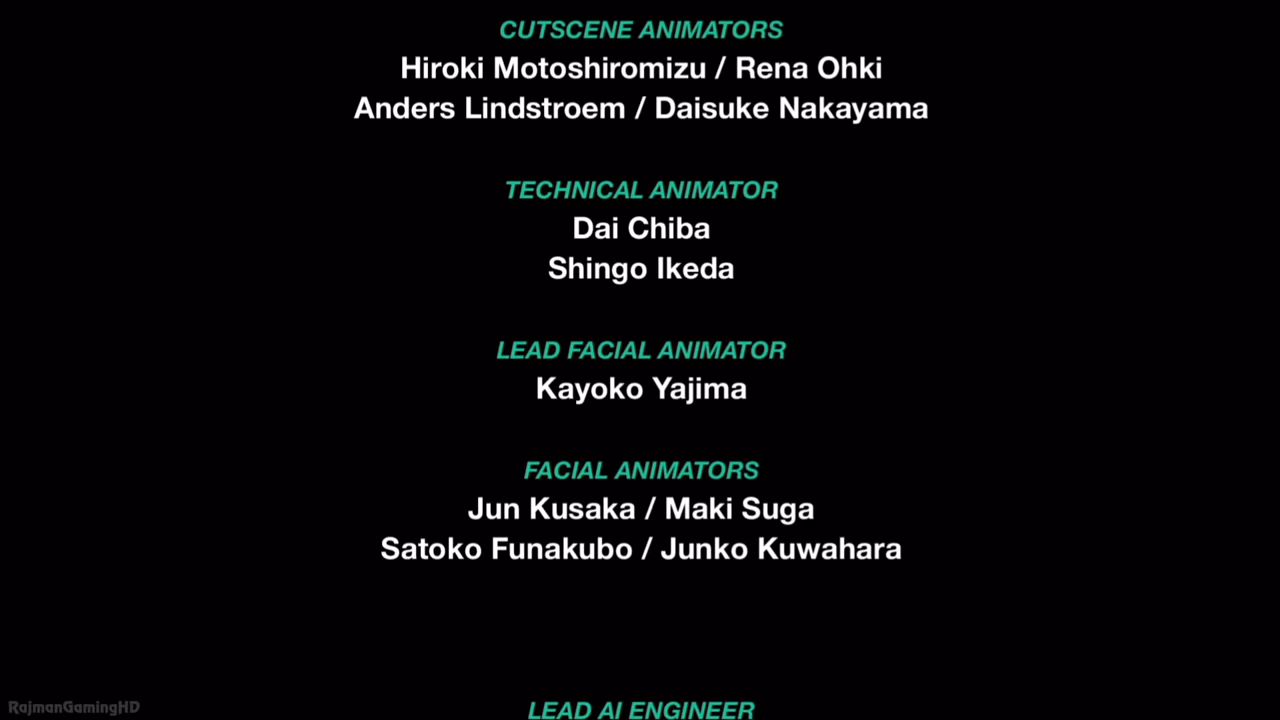 CUTSCENE ANIMATORS
Hiroki Motoshiromizu / Rena Ohki
Anders Lindstroem / Daisuke Nakayama
TECHNICAL ANIMATOR
Dai Chiba
Shingo Ikeda
LEAD FACIAL ANIMATOR
Kayoko Yajima
FACIAL ANIMATORS
Jun Kusaka / Maki Suga
Satoko Funakubo / Junko Kuwahara
LEAD AI ENGINEER
RajmanGamingHD